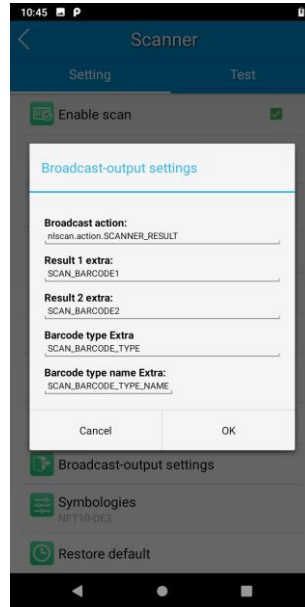 10:45
Scanner
Setting
Test
Enable scan
Broadcast-output settings
Broadcast action:
nlscan.action.SCANNER_RESULT
Result 1 extra:
SCAN_BARCODE1
Result 2 extra:
SCAN_BARCODE2
Barcode type Extra
SCAN_BARCODE_TYPE
Barcode type name Extra:
SCAN_BARCODE_TYPE_NAME
Cancel
OK
Broadcast-output settings
Symbologies
NFT10-DE3
Restore default